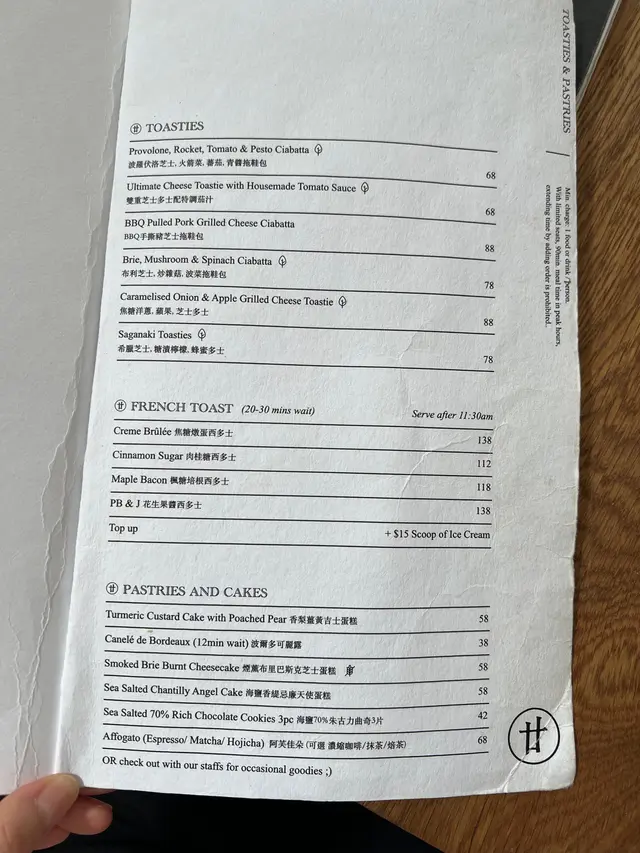 TOASTIES
Provolone, Rocket, Tomato & Pesto Ciabatta
波羅伏洛芝士, 火箭菜, 蕃茄, 青醬拖鞋包
68
Ultimate Cheese Toastie with Housemade Tomato Sauce
雙重芝士多士配特調茄汁
68
BBQ Pulled Pork Grilled Cheese Ciabatta
BBQ手撕豬芝士拖鞋包
88
Brie, Mushroom & Spinach Ciabatta
布利芝士, 炒雜菇, 波菜拖鞋包
78
Caramelised Onion & Apple Grilled Cheese Toastie
焦糖洋蔥, 蘋果, 芝士多士
88
Saganaki Toasties
希臘芝士, 糖漬檸檬, 蜂蜜多士
78
FRENCH TOAST (20-30 mins wait) Serve after 11:30am
Creme Brûlée 焦糖燉蛋西多士 138
Cinnamon Sugar 肉桂糖西多士 112
Maple Bacon 楓糖培根西多士 118
PB & J 花生果醬西多士 138
Top up + $15 Scoop of Ice Cream
PASTRIES AND CAKES
Turmeric Custard Cake with Poached Pear 香梨薑黃吉士蛋糕 58
Canelé de Bordeaux (12min wait) 波爾多可麗露 38
Smoked Brie Burnt Cheesecake 煙薰布里巴斯克芝士蛋糕 58
Sea Salted Chantilly Angel Cake 海鹽香緹忌廉天使蛋糕 58
Sea Salted 70% Rich Chocolate Cookies 3pc 海鹽70%朱古力曲奇3片 42
Affogato (Espresso/ Matcha/ Hojicha) 阿芙佳朵 (可選 濃縮咖啡/抹茶/焙茶) 68
OR check out with our staffs for occasional goodies ;)
TOASTIES & PASTRIES
Min. charge: 1 food or drink /person.
With limited seats, 90min. meal time in peak hours,
extending time by adding order is prohibited.
廿